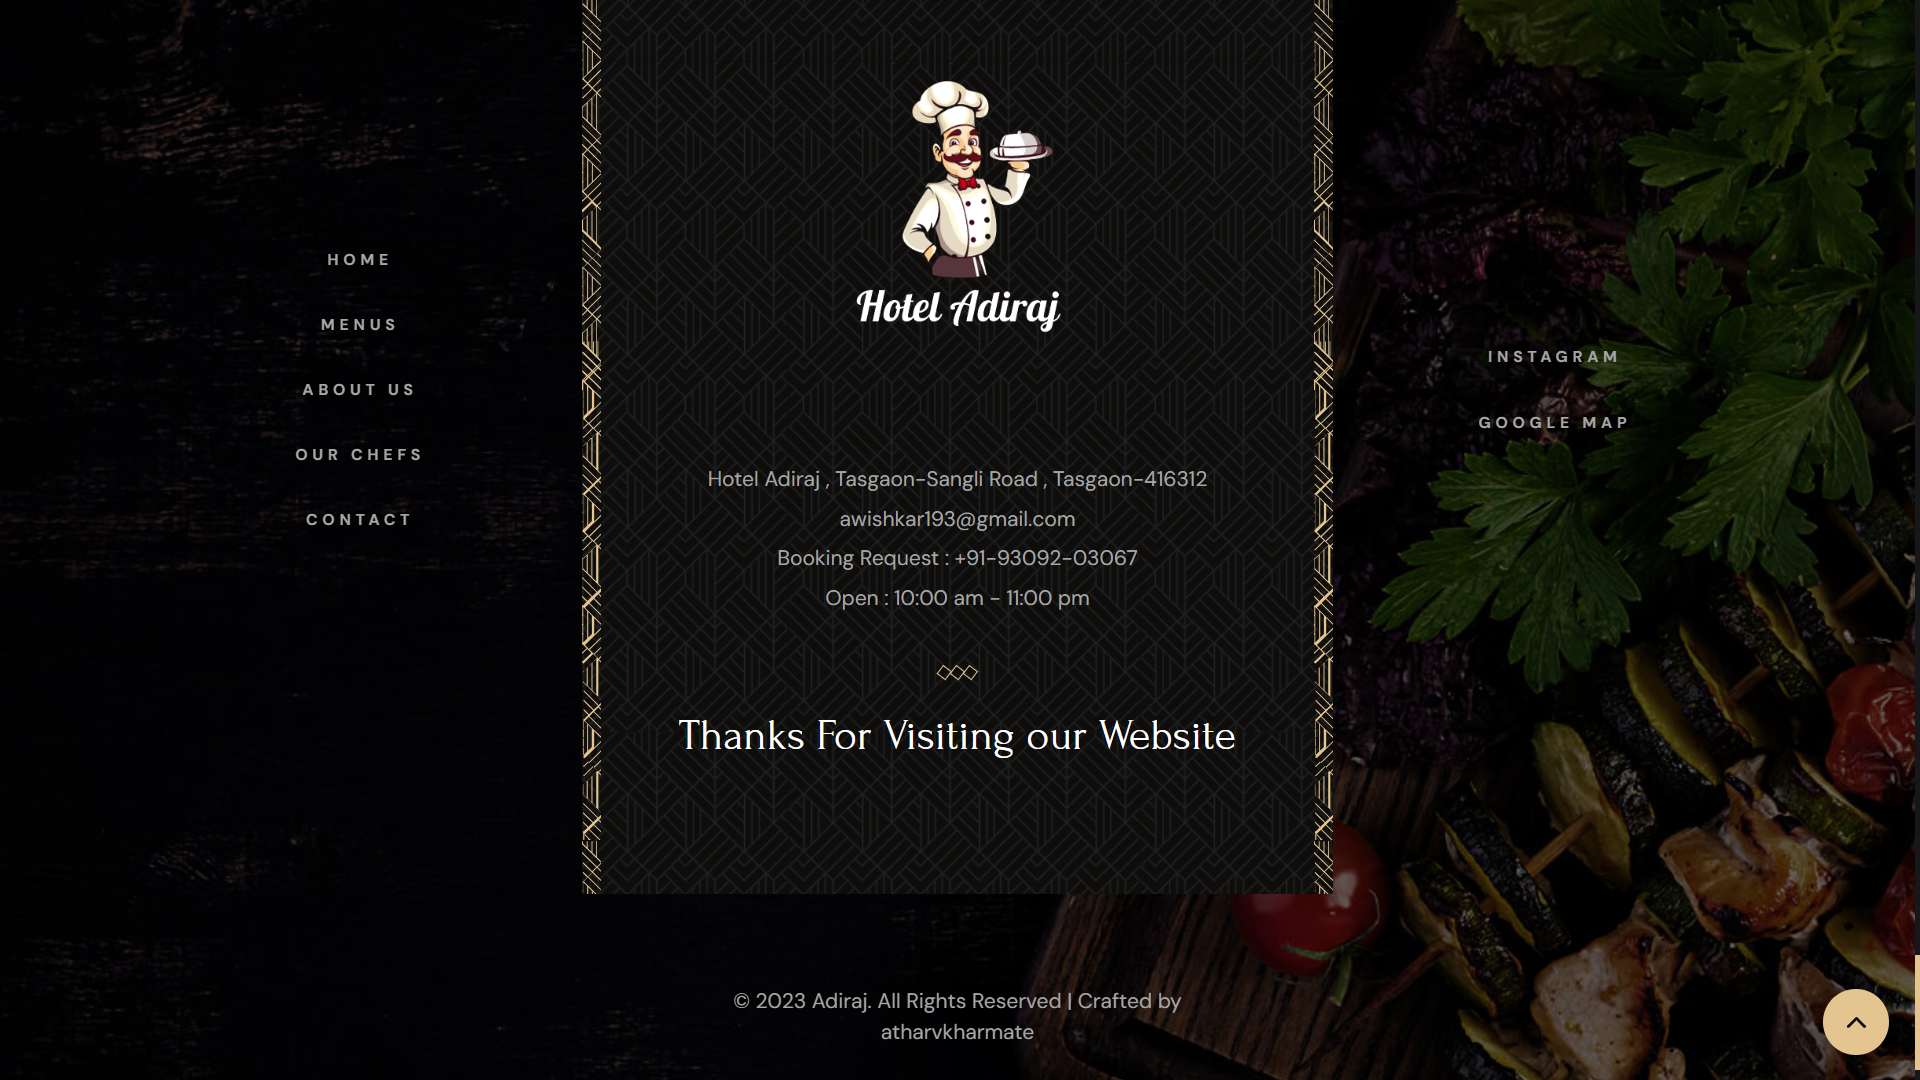 HOME
MENUS
ABOUT US
OUR CHEFS
CONTACT
Hotel Adiraj
Hotel Adiraj , Tasgaon-Sangli Road , Tasgaon-416312
awishkar193@gmail.com
Booking Request : +91-93092-03067
Open : 10:00 am - 11:00 pm
Thanks For Visiting our Website
INSTAGRAM
GOOGLE MAP
© 2023 Adiraj. All Rights Reserved | Crafted by
atharvkharmate